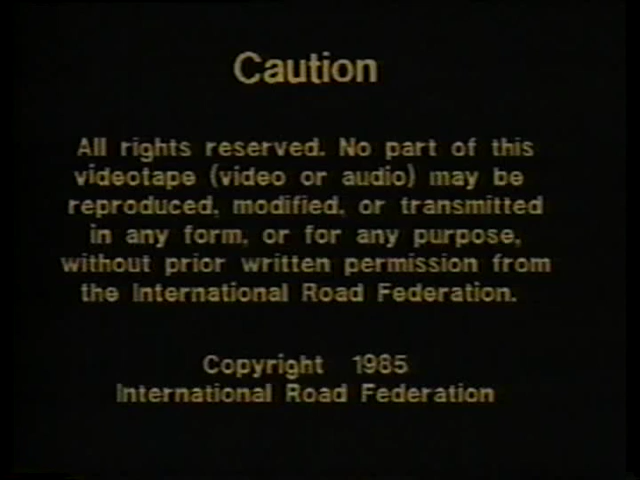 Caution
All rights reserved. No part of this
videotape (video or audio) may be
reproduced, modified, or transmitted
in any form, or for any purpose,
without prior written permission from
the International Road Federation.
Copyright 1985
International Road Federation